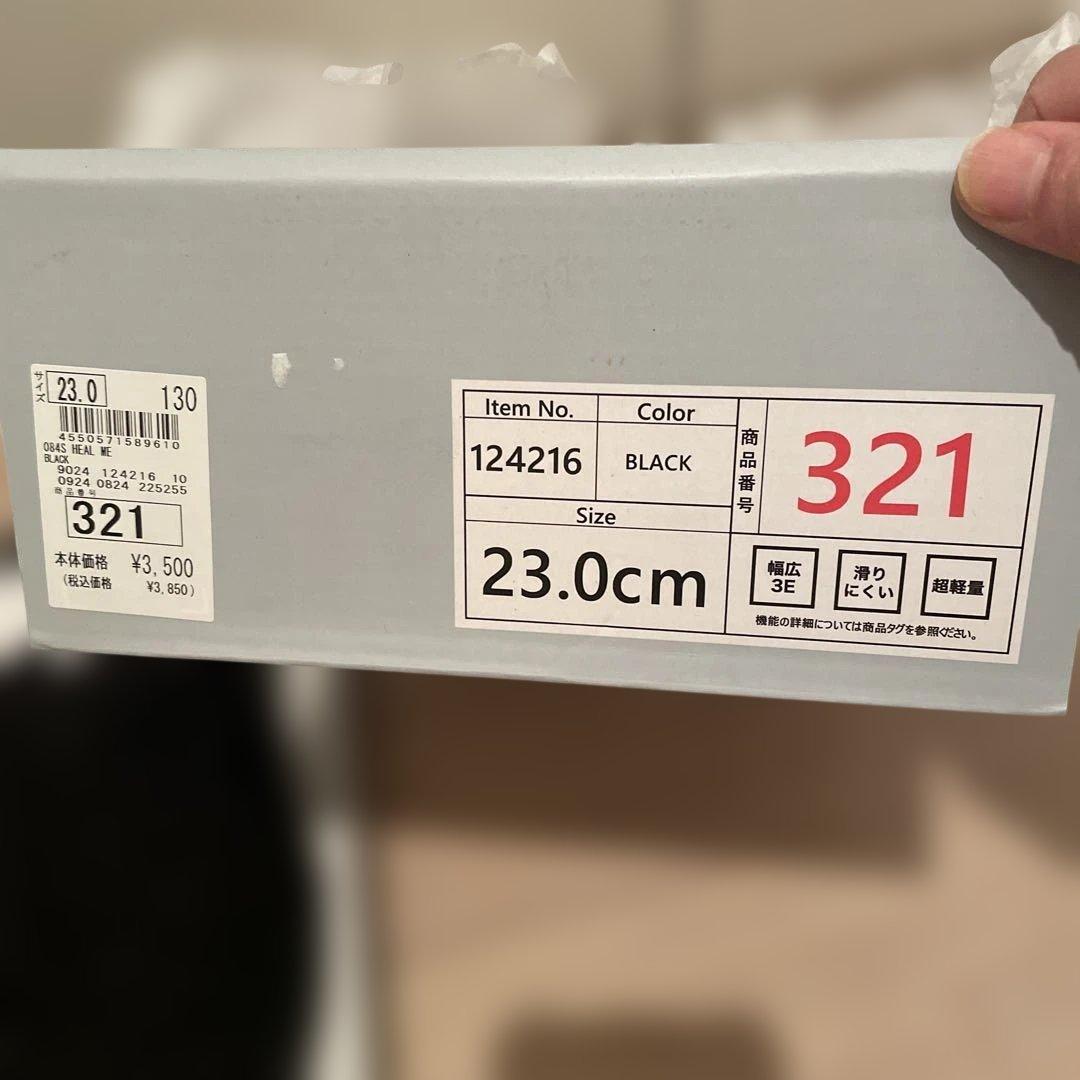 サイズ 23.0 130
4550571589610
084S HEAL ME
BLACK
9024 124216 10
0924 0824 225255
商品番号
321
本体価格 ¥3,500
(税込価格 ¥3,850)
Item No. Color
124216 BLACK
Size
23.0cm
商品番号
321
幅広
3E
滑り
にくい
超軽量
機能の詳細については商品タグを参照ください。